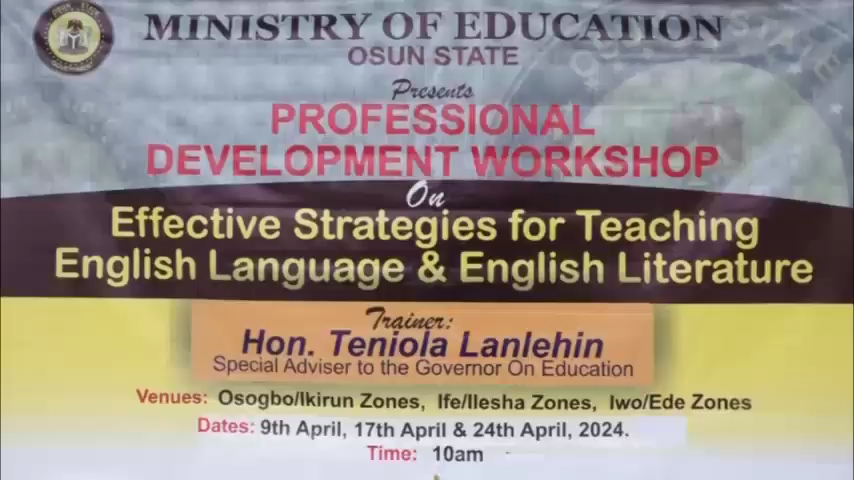 MINISTRY OF EDUCATION
OSUN STATE
Presents
PROFESSIONAL
DEVELOPMENT WORKSHOP
On
Effective Strategies for Teaching
English Language & English Literature
Trainer:
Hon. Teniola Lanlehin
Special Adviser to the Governor On Education
Venues: Osogbo/Ikirun Zones, Ife/Ilesha Zones, Iwo/Ede Zones
Dates: 9th April, 17th April & 24th April, 2024.
Time: 10am